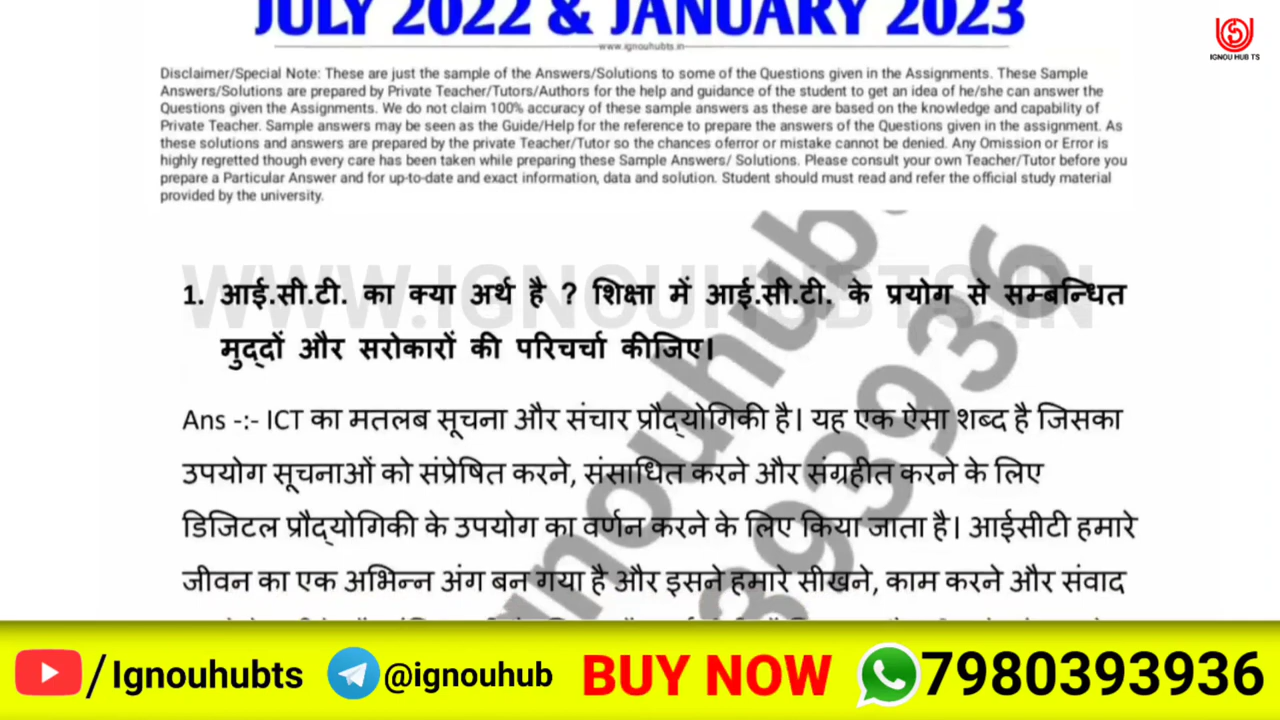 JULY 2022 & JANUARY 2023
www.ignouhubts.in
IGNOU HUB TS
Disclaimer/Special Note: These are just the sample of the Answers/Solutions to some of the Questions given in the Assignments. These Sample
Answers/Solutions are prepared by Private Teacher/Tutors/Authors for the help and guidance of the student to get an idea of he/she can answer the
Questions given the Assignments. We do not claim 100% accuracy of these sample answers as these are based on the knowledge and capability of
Private Teacher. Sample answers may be seen as the Guide/Help for the reference to prepare the answers of the Questions given in the assignment. As
these solutions and answers are prepared by the private Teacher/Tutor so the chances oferror or mistake cannot be denied. Any Omission or Error is
highly regretted though every care has been taken while preparing these Sample Answers/ Solutions. Please consult your own Teacher/Tutor before you
prepare a Particular Answer and for up-to-date and exact information, data and solution. Student should must read and refer the official study material
provided by the university.
WWW.IGNOUHUBTS.IN
1. आई.सी.टी. का क्या अर्थ है ? शिक्षा में आई.सी.टी. के प्रयोग से सम्बन्धित
मुद्दों और सरोकारों की परिचर्चा कीजिए।
Ans -:- ICT का मतलब सूचना और संचार प्रौद्योगिकी है। यह एक ऐसा शब्द है जिसका
उपयोग सूचनाओं को संप्रेषित करने, संसाधित करने और संग्रहीत करने के लिए
डिजिटल प्रौद्योगिकी के उपयोग का वर्णन करने के लिए किया जाता है। आईसीटी हमारे
जीवन का एक अभिन्न अंग बन गया है और इसने हमारे सीखने, काम करने और संवाद
/Ignouhubts @ignouhub BUY NOW 7980393936